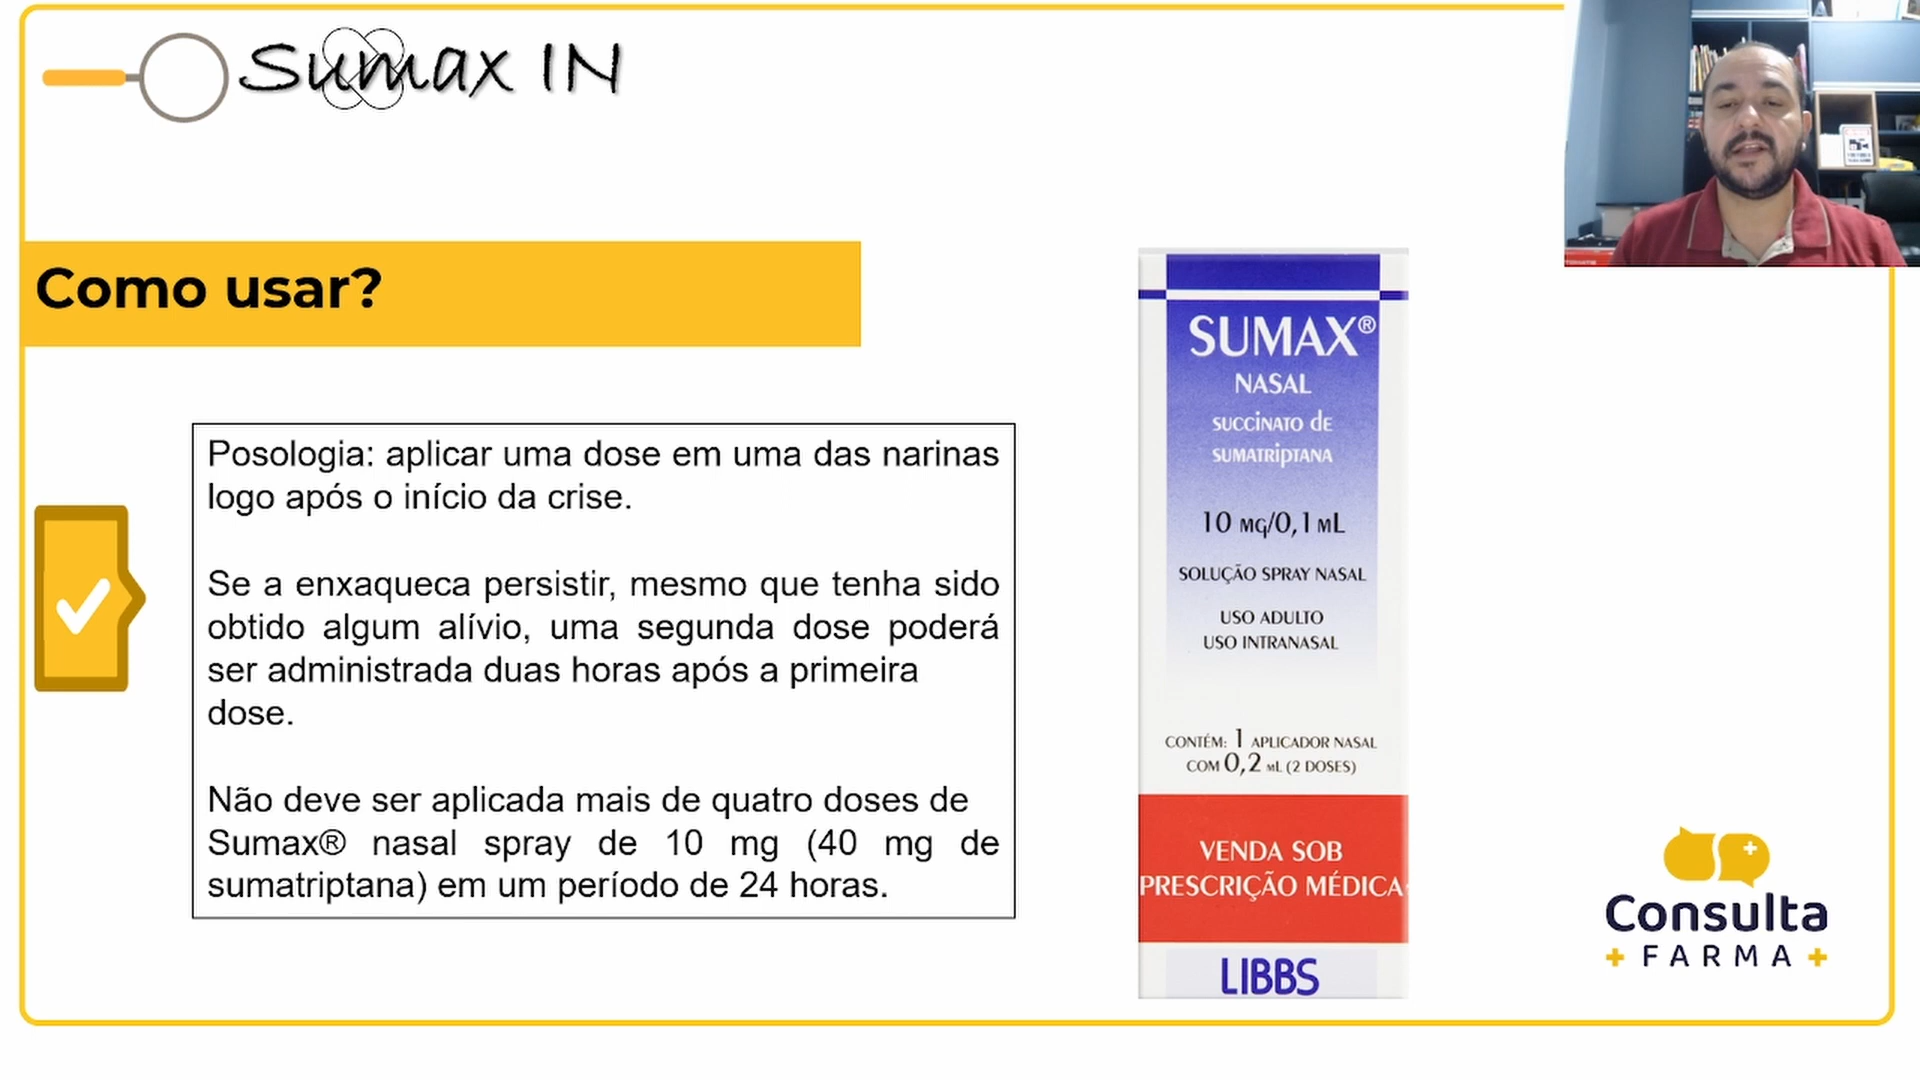 Sumax IN
Como usar?
Posologia: aplicar uma dose em uma das narinas
logo após o início da crise.
Se a enxaqueca persistir, mesmo que tenha sido
obtido algum alívio, uma segunda dose poderá
ser administrada duas horas após a primeira
dose.
Não deve ser aplicada mais de quatro doses de
Sumax® nasal spray de 10 mg (40 mg de
sumatriptana) em um período de 24 horas.
SUMAX®
NASAL
SUCCINATO DE
SUMATRIPTANA
10 MG/0,1 ML
SOLUÇÃO SPRAY NASAL
USO ADULTO
USO INTRANASAL
CONTÉM: 1 APLICADOR NASAL
COM 0,2 ML (2 DOSES)
VENDA SOB
PRESCRIÇÃO MÉDICA
LIBBS
Consulta
FARMA